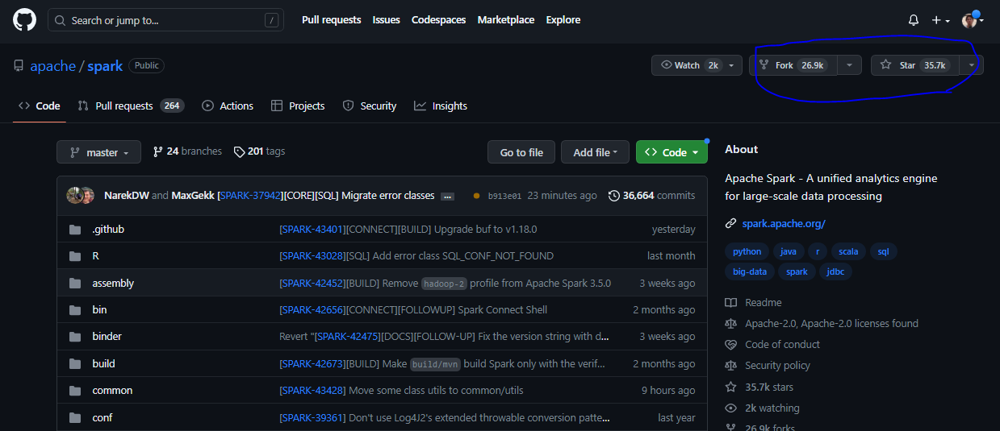 Search or jump to... / Pull requests Issues Codespaces Marketplace Explore
apache / spark Public Watch 2k Fork 26.9k Star 35.7k
Code Pull requests 264 Actions Projects Security Insights
master 24 branches 201 tags Go to file Add file Code
NarekDW and MaxGekk [SPARK-37942][CORE][SQL] Migrate error classes ... b913e01 23 minutes ago 36,664 commits
.github [SPARK-43401][CONNECT][BUILD] Upgrade buf to v1.18.0 yesterday
R [SPARK-43028][SQL] Add error class SQL_CONF_NOT_FOUND last month
assembly [SPARK-42452][BUILD] Remove hadoop-2 profile from Apache Spark 3.5.0 3 weeks ago
bin [SPARK-42656][CONNECT][FOLLOWUP] Spark Connect Shell 2 months ago
binder Revert "[SPARK-42475][DOCS][FOLLOW-UP] Fix the version string with d... 3 weeks ago
build [SPARK-42673][BUILD] Make build/mvn build Spark only with the verif... 2 months ago
common [SPARK-43428] Move some class utils to common/utils 9 hours ago
conf [SPARK-39361] Don't use Log4J2's extended throwable conversion patte... last year
About
Apache Spark - A unified analytics engine
for large-scale data processing
spark.apache.org/
python java r scala sql
big-data spark jdbc
Readme
Apache-2.0, Apache-2.0 licenses found
Code of conduct
Security policy
35.7k stars
2k watching
26.9k forks